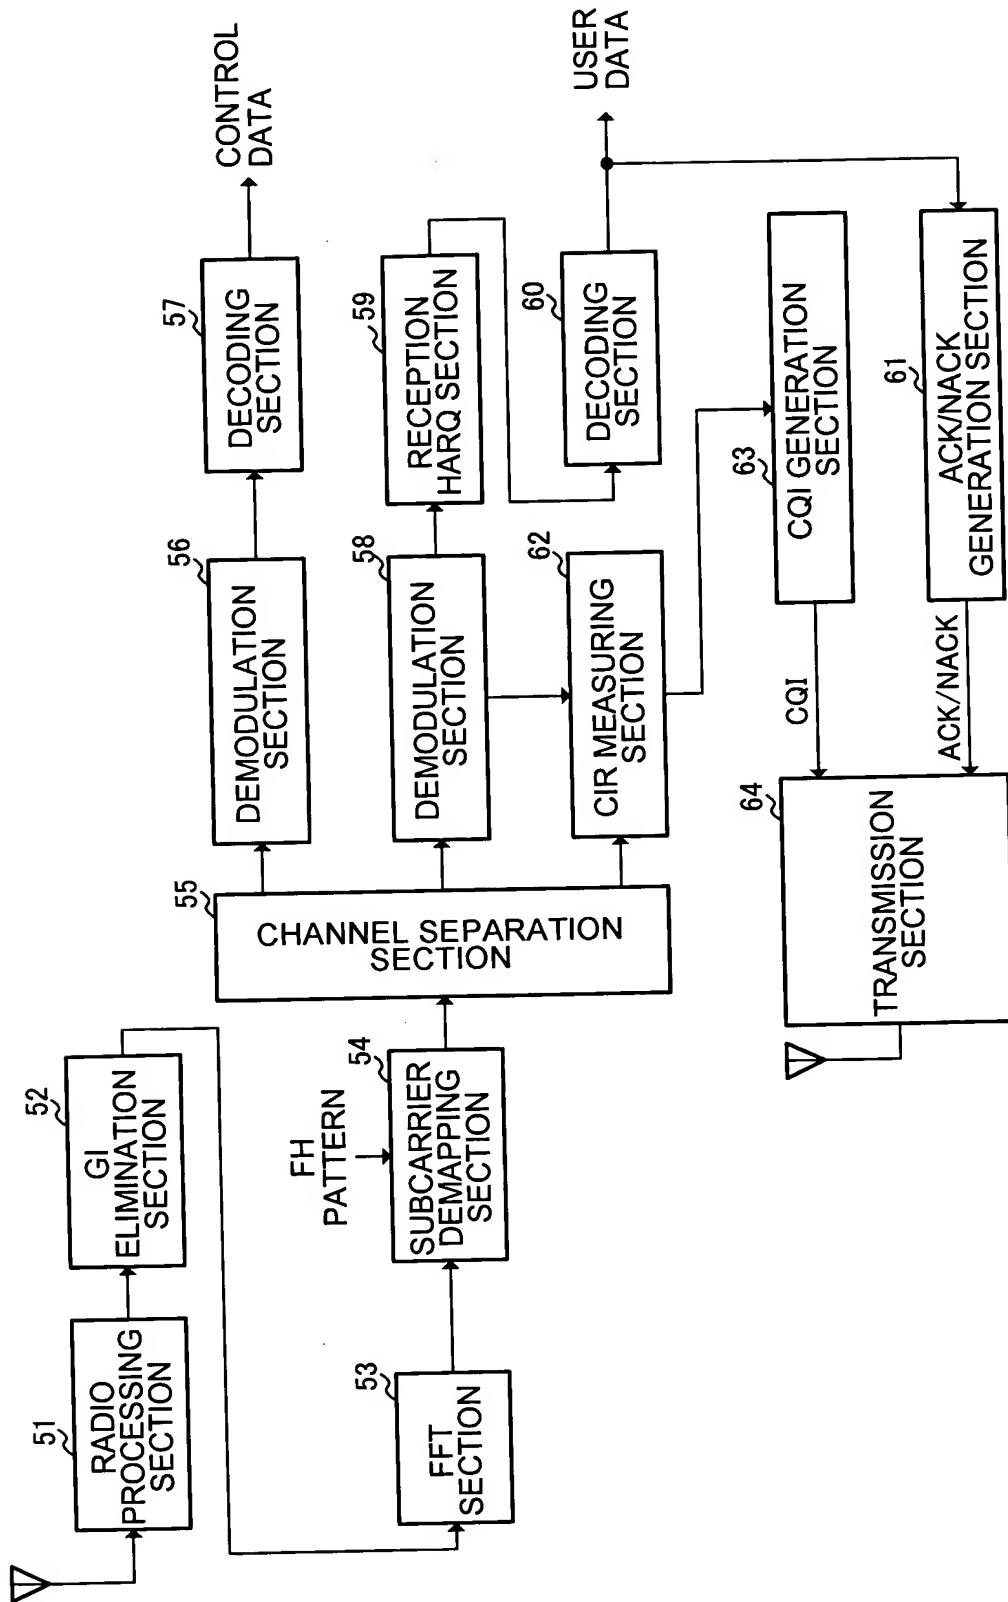 51
RADIO
PROCESSING
SECTION
52
GI
ELIMINATION
SECTION
53
FFT
SECTION
FH
PATTERN
54
SUBCARRIER
DEMAPPING
SECTION
55
CHANNEL SEPARATION
SECTION
56
DEMODULATION
SECTION
57
DECODING
SECTION
CONTROL
DATA
58
DEMODULATION
SECTION
59
RECEPTION
HARQ SECTION
60
DECODING
SECTION
USER
DATA
62
CIR MEASURING
SECTION
63
CQI GENERATION
SECTION
CQI
61
ACK/NACK
GENERATION SECTION
ACK/NACK
64
TRANSMISSION
SECTION